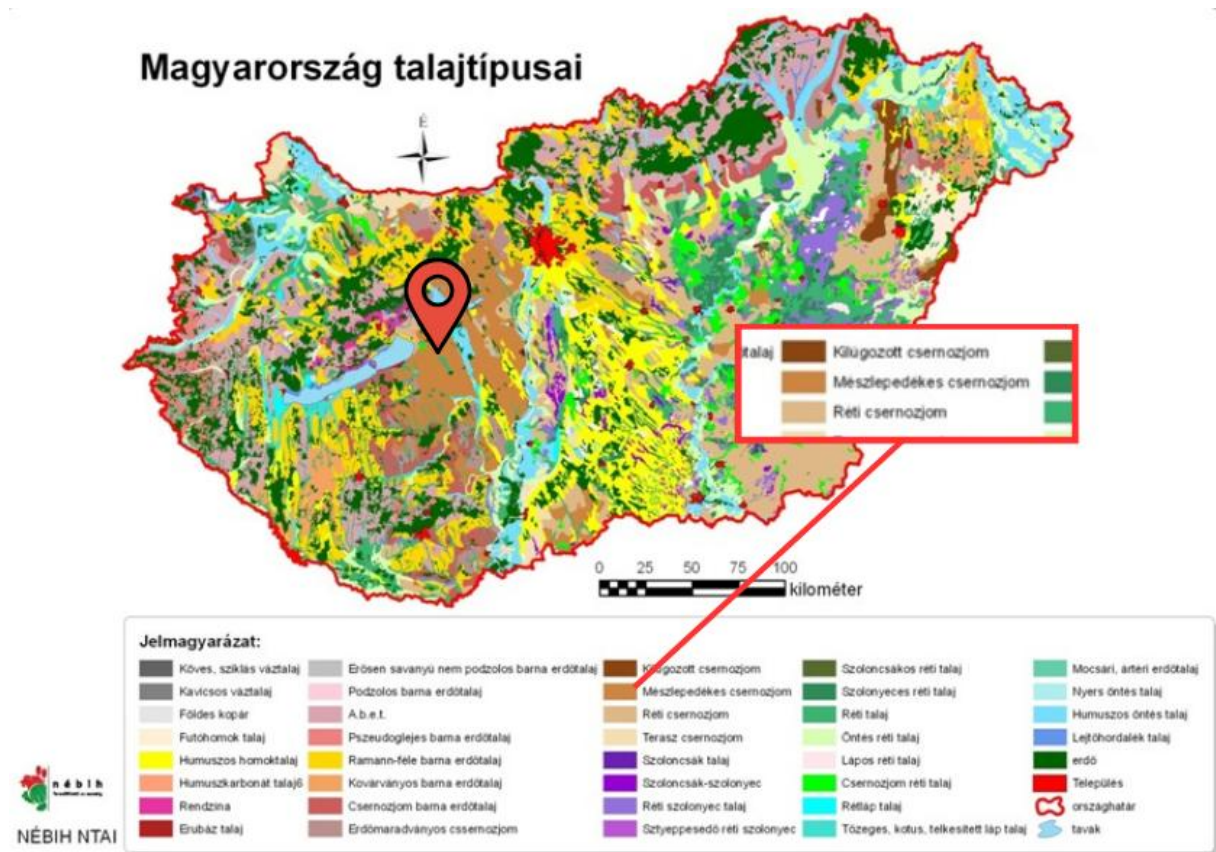 Magyarország talajtípusai
É
talaj
Kilúgozott csernozjom
Mészlepedékes csernozjom
Réti csernozjom
0 25 50 75 100
kilométer
Jelmagyarázat:
Köves, sziklás váztalaj
Kavicsos váztalaj
Földes kopár
Futóhomok talaj
Humuszos homoktalaj
Humuszkarbonát talaj6
Rendzina
Erubáz talaj
Erősen savanyú nem podzolos barna erdőtalaj
Podzolos barna erdőtalaj
A.b.e.t.
Pszeudoglejes barna erdőtalaj
Ramann-féle barna erdőtalaj
Kovárványos barna erdőtalaj
Csernozjom barna erdőtalaj
Erdőmaradványos cssernozjom
Kilúgozott csernozjom
Mészlepedékes csernozjom
Réti csernozjom
Terasz csernozjom
Szoloncsák talaj
Szoloncsák-szolonyec
Réti szolonyec talaj
Sztyeppesedő réti szolonyec
Szoloncsákos réti talaj
Szolonyeces réti talaj
Réti talaj
Öntés réti talaj
Lápos réti talaj
Csernozjom réti talaj
Rétláp talaj
Tőzeges, kotus, telkesített láp talaj
Mocsári, ártéri erdőtalaj
Nyers öntés talaj
Humuszos öntés talaj
Lejtőhordalék talaj
erdő
Település
országhatár
tavak
nébih
NÉBIH NTAI